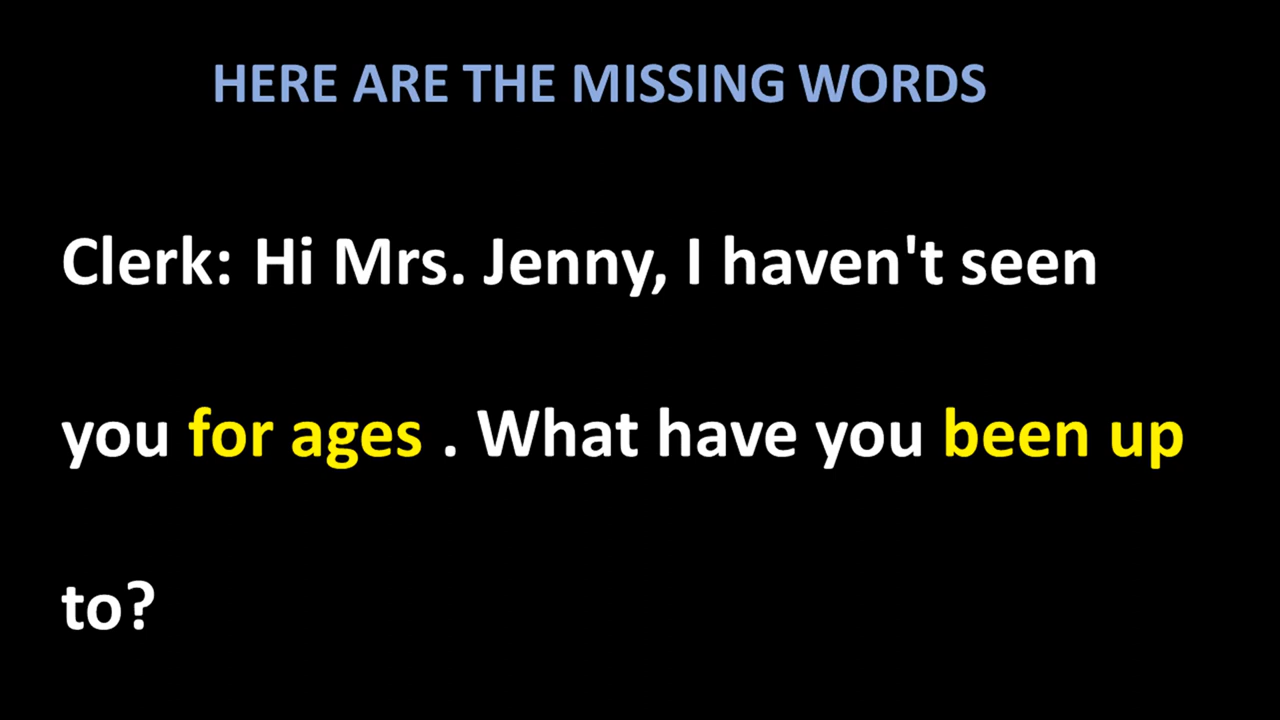 HERE ARE THE MISSING WORDS
Clerk: Hi Mrs. Jenny, I haven't seen
you for ages . What have you been up
to?